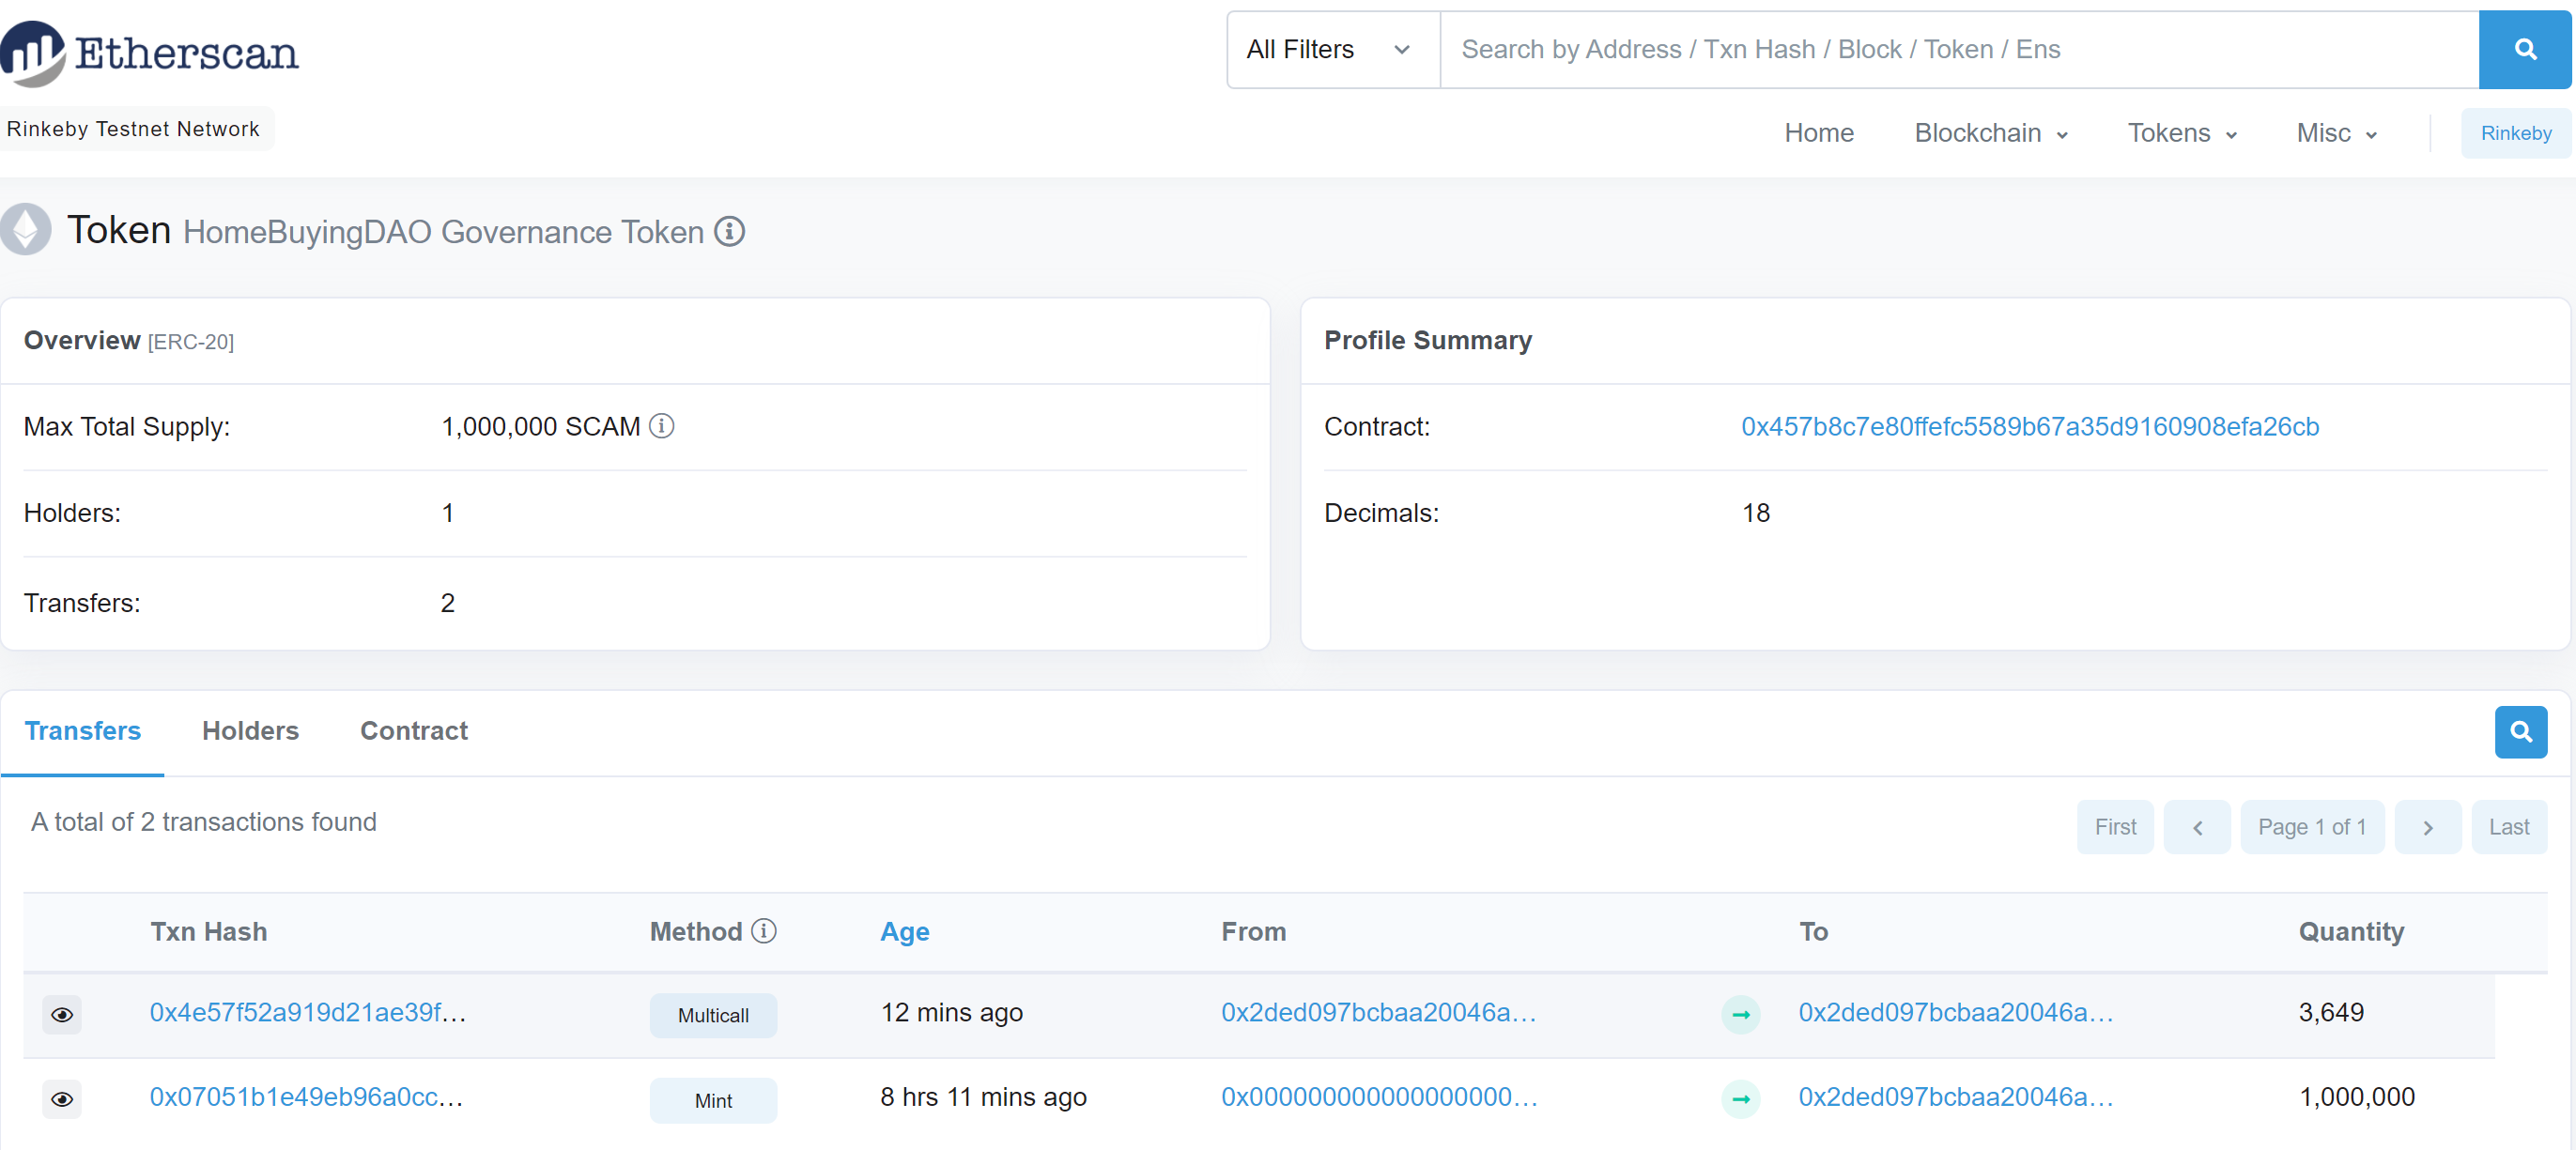 Etherscan
All Filters
Search by Address / Txn Hash / Block / Token / Ens
Rinkeby Testnet Network
Home Blockchain Tokens Misc Rinkeby
Token HomeBuyingDAO Governance Token
Overview [ERC-20]
Max Total Supply: 1,000,000 SCAM
Holders: 1
Transfers: 2
Profile Summary
Contract: 0x457b8c7e80ffefc5589b67a35d9160908efa26cb
Decimals: 18
Transfers Holders Contract
A total of 2 transactions found
First Page 1 of 1 Last
Txn Hash Method Age From To Quantity
0x4e57f52a919d21ae39f... Multicall 12 mins ago 0x2ded097bcbaa20046a... 0x2ded097bcbaa20046a... 3,649
0x07051b1e49eb96a0cc... Mint 8 hrs 11 mins ago 0x000000000000000000... 0x2ded097bcbaa20046a... 1,000,000